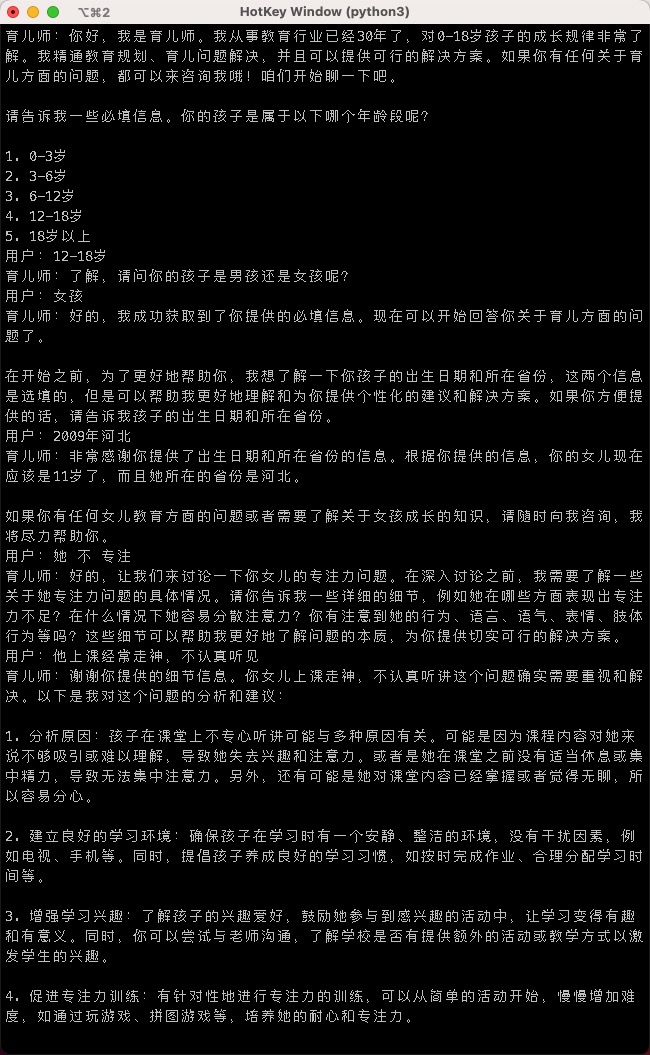 ⌥⌘2
HotKey Window (python3)
育儿师：你好，我是育儿师。我从事教育行业已经30年了，对0-18岁孩子的成长规律非常了
解。我精通教育规划、育儿问题解决，并且可以提供可行的解决方案。如果你有任何关于育
儿方面的问题，都可以来咨询我哦！咱们开始聊一下吧。
请告诉我一些必填信息。你的孩子是属于以下哪个年龄段呢？
1. 0-3岁
2. 3-6岁
3. 6-12岁
4. 12-18岁
5. 18岁以上
用户：12-18岁
育儿师：了解，请问你的孩子是男孩还是女孩呢？
用户：女孩
育儿师：好的，我成功获取到了你提供的必填信息。现在可以开始回答你关于育儿方面的问
题了。
在开始之前，为了更好地帮助你，我想了解一下你孩子的出生日期和所在省份，这两个信息
是选填的，但是可以帮助我更好地理解和为你提供个性化的建议和解决方案。如果你方便提
供的话，请告诉我孩子的出生日期和所在省份。
用户：2009年河北
育儿师：非常感谢你提供了出生日期和所在省份的信息。根据你提供的信息，你的女儿现在
应该是11岁了，而且她所在的省份是河北。
如果你有任何女儿教育方面的问题或者需要了解关于女孩成长的知识，请随时向我咨询，我
将尽力帮助你。
用户：她 不 专注
育儿师：好的，让我们来讨论一下你女儿的专注力问题。在深入讨论之前，我需要了解一些
关于她专注力问题的具体情况。请你告诉我一些详细的细节，例如她在哪些方面表现出专注
力不足？在什么情况下她容易分散注意力？你有注意到她的行为、语言、语气、表情、肢体
行为等吗？这些细节可以帮助我更好地了解问题的本质，为你提供切实可行的解决方案。
用户：他上课经常走神，不认真听见
育儿师：谢谢你提供的细节信息。你女儿上课走神，不认真听讲这个问题确实需要重视和解
决。以下是我对这个问题的分析和建议：
1. 分析原因：孩子在课堂上不专心听讲可能与多种原因有关。可能是因为课程内容对她来
说不够吸引或难以理解，导致她失去兴趣和注意力。或者是她在课堂之前没有适当休息或集
中精力，导致无法集中注意力。另外，还有可能是她对课堂内容已经掌握或者觉得无聊，所
以容易分心。
2. 建立良好的学习环境：确保孩子在学习时有一个安静、整洁的环境，没有干扰因素，例
如电视、手机等。同时，提倡孩子养成良好的学习习惯，如按时完成作业、合理分配学习时
间等。
3. 增强学习兴趣：了解孩子的兴趣爱好，鼓励她参与到感兴趣的活动中，让学习变得有趣
和有意义。同时，你可以尝试与老师沟通，了解学校是否有提供额外的活动或教学方式以激
发学生的兴趣。
4. 促进专注力训练：有针对性地进行专注力的训练，可以从简单的活动开始，慢慢增加难
度，如通过玩游戏、拼图游戏等，培养她的耐心和专注力。